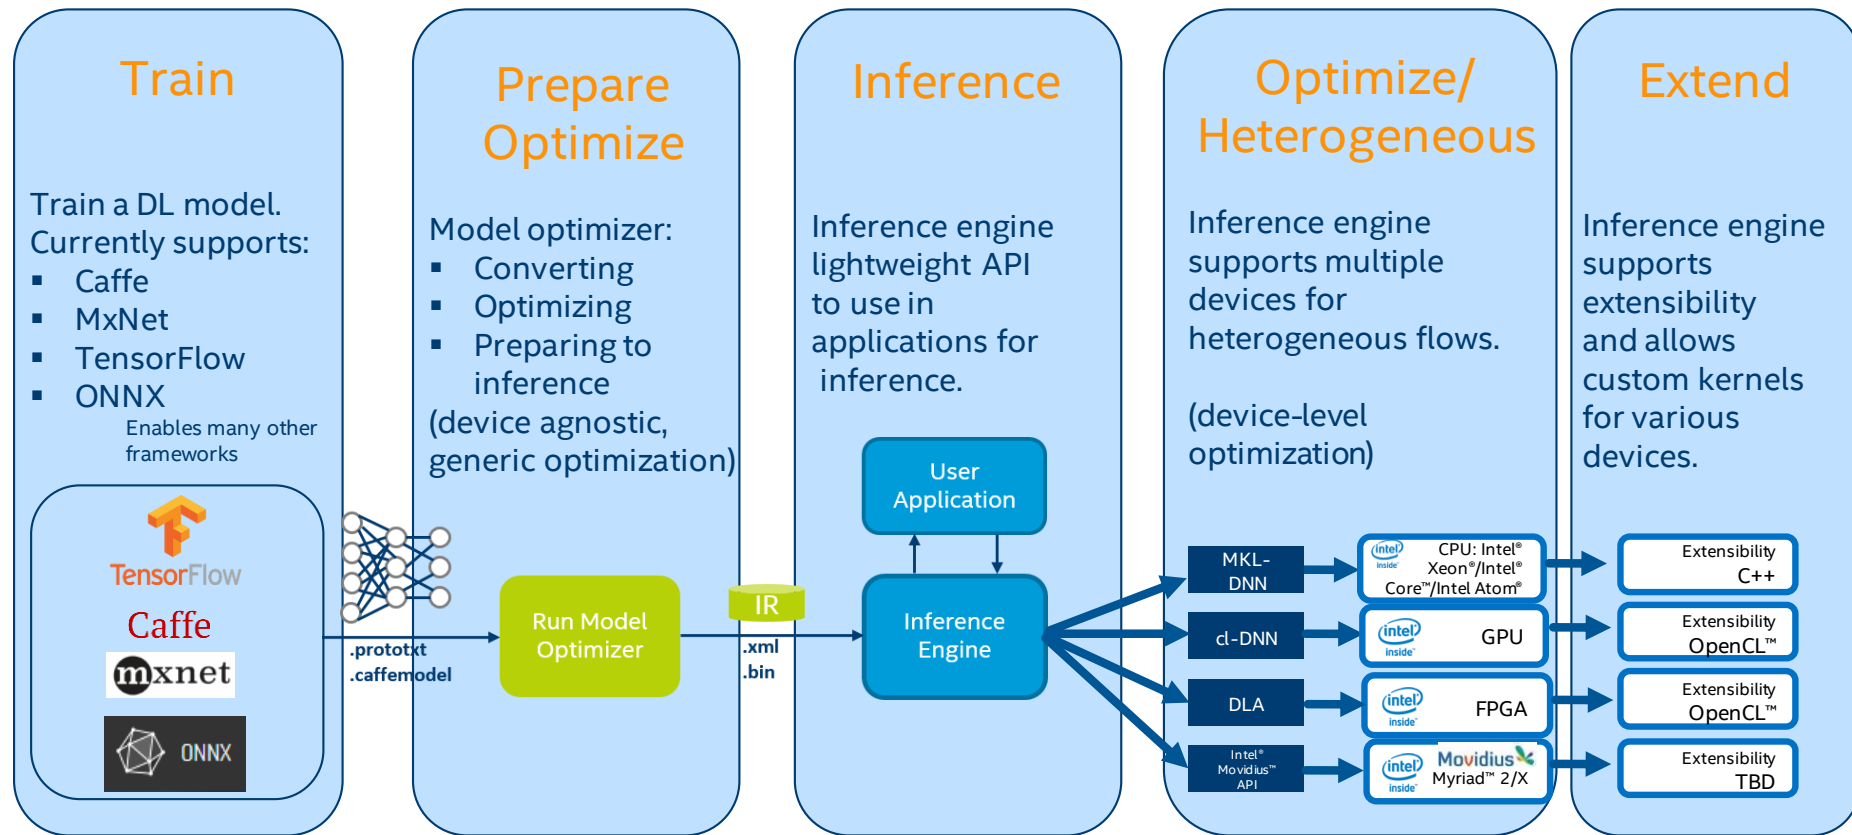 Train
Train a DL model.
Currently supports:
▪ Caffe
▪ MxNet
▪ TensorFlow
▪ ONNX
Enables many other
frameworks
TensorFlow
Caffe
mxnet
ONNX
.prototxt
.caffemodel
Prepare
Optimize
Model optimizer:
▪ Converting
▪ Optimizing
▪ Preparing to
inference
(device agnostic,
generic optimization)
Run Model
Optimizer
IR
.xml
.bin
Inference
Inference engine
lightweight API
to use in
applications for
inference.
User
Application
Inference
Engine
Optimize/
Heterogeneous
Inference engine
supports multiple
devices for
heterogeneous flows.
(device-level
optimization)
MKL-
DNN
intel
inside
CPU: Intel®
Xeon®/Intel®
Core™/Intel Atom®
cl-DNN
intel
inside
GPU
DLA
intel
inside
FPGA
Intel®
Movidius™
API
intel
inside
Movidius
Myriad™ 2/X
Extend
Inference engine
supports
extensibility
and allows
custom kernels
for various
devices.
Extensibility
C++
Extensibility
OpenCL™
Extensibility
OpenCL™
Extensibility
TBD